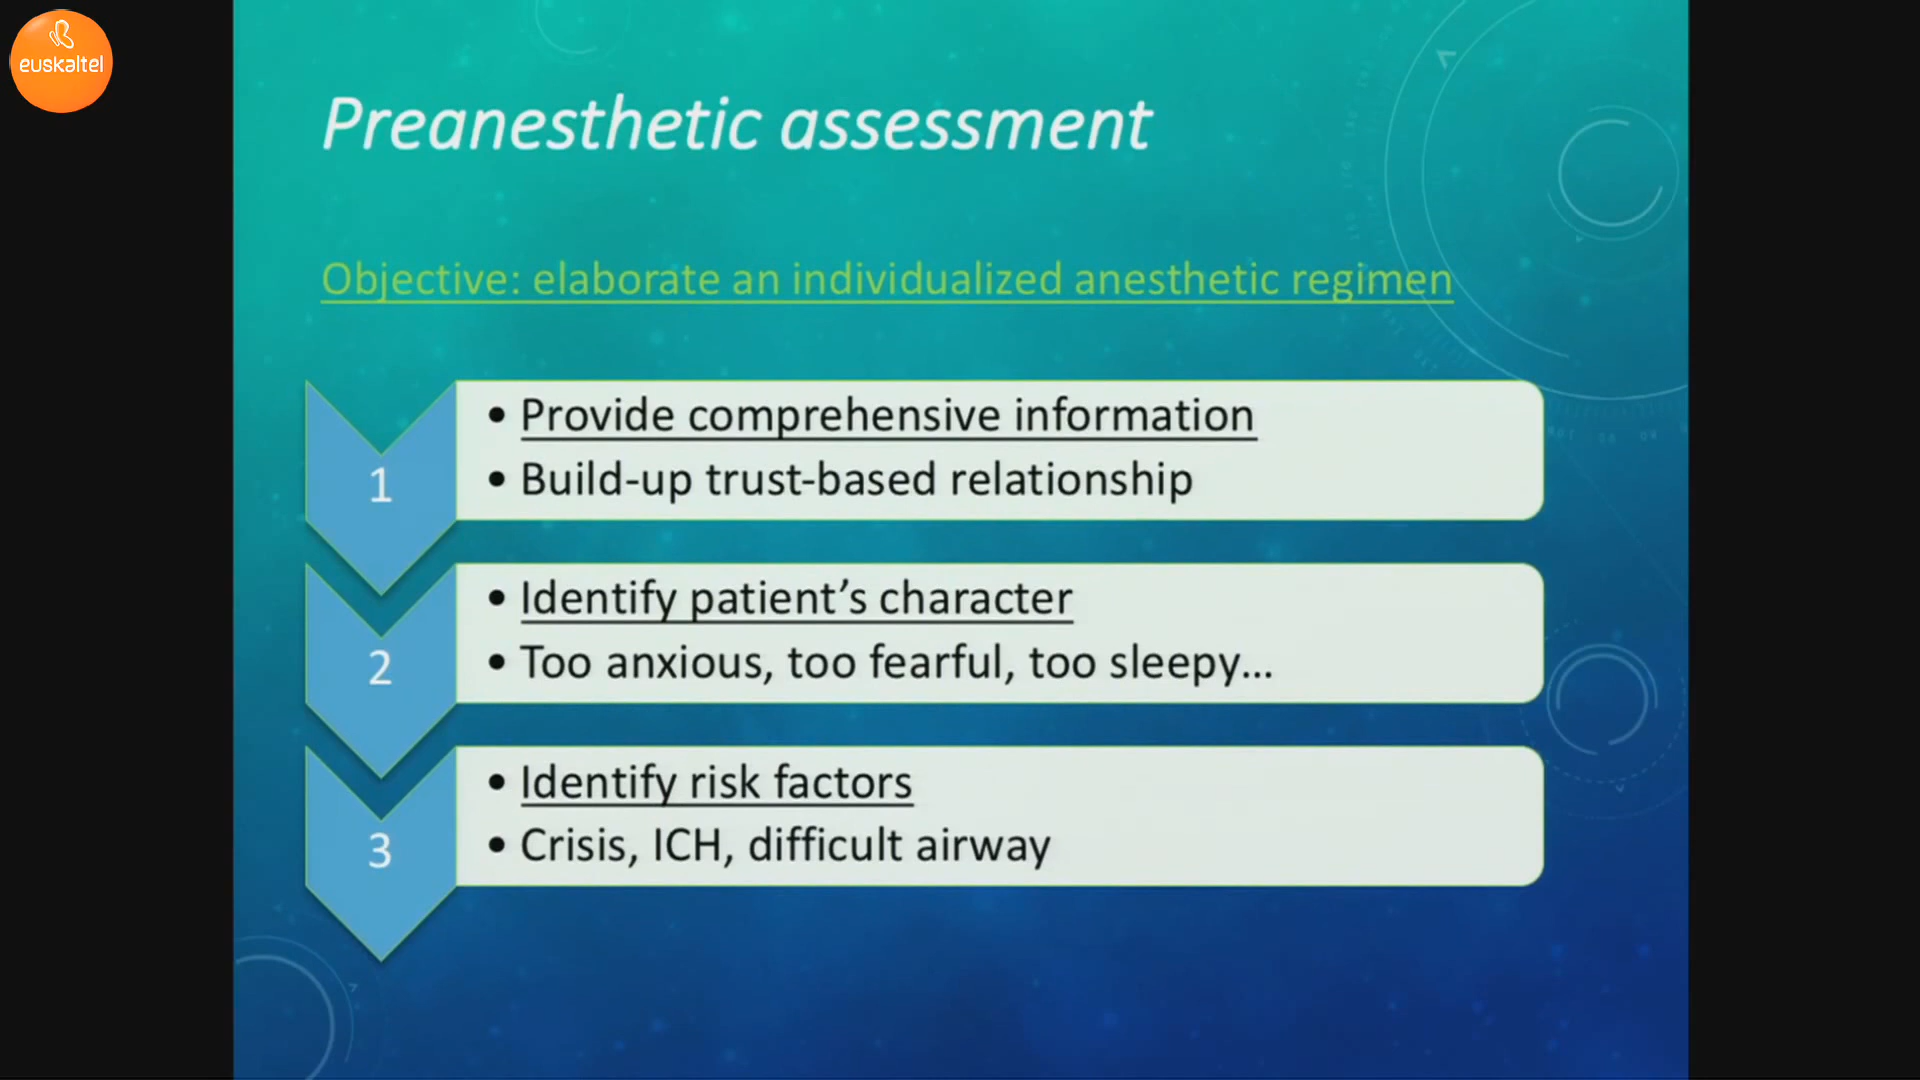 euskaltel
Preanesthetic assessment
Objective: elaborate an individualized anesthetic regimen
1
• Provide comprehensive information
• Build-up trust-based relationship
2
• Identify patient’s character
• Too anxious, too fearful, too sleepy...
3
• Identify risk factors
• Crisis, ICH, difficult airway